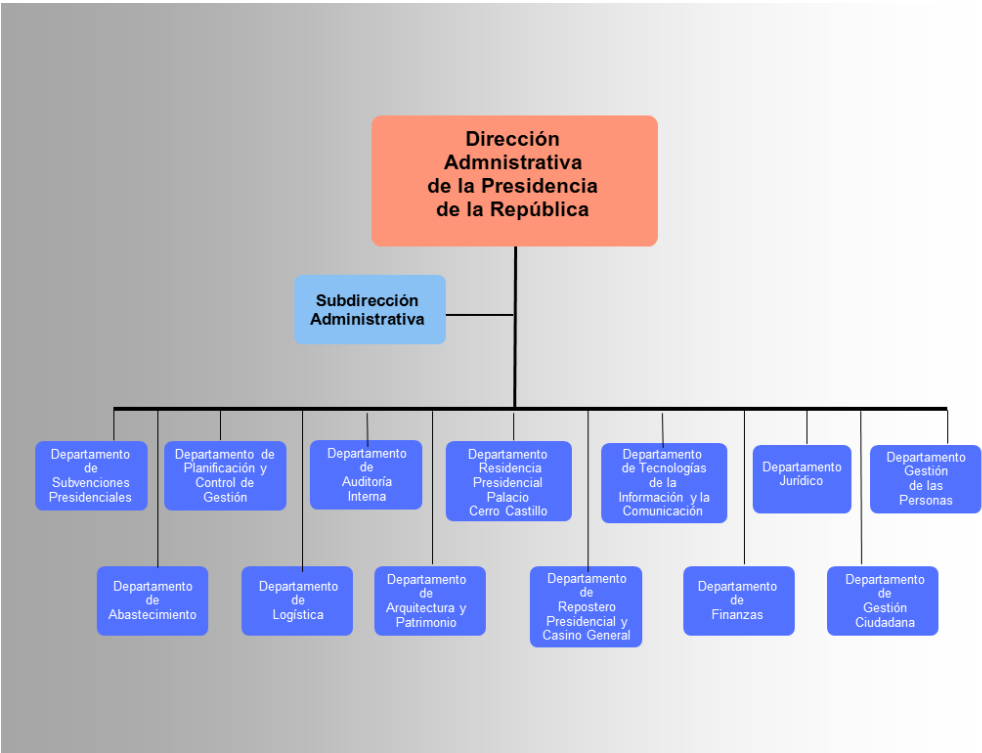 Dirección
Admnistrativa
de la Presidencia
de la República
Subdirección
Administrativa
Departamento
de
Subvenciones
Presidenciales
Departamento de
Planificación y
Control de
Gestión
Departamento
de
Auditoría
Interna
Departamento
Residencia
Presidencial
Palacio
Cerro Castillo
Departamento
de Tecnologías
de la
Información y la
Comunicación
Departamento
Jurídico
Departamento
Gestión
de las
Personas
Departamento
de
Abastecimiento
Departamento
de
Logística
Departamento
de
Arquitectura y
Patrimonio
Departamento
de
Repostero
Presidencial y
Casino General
Departamento
de
Finanzas
Departamento
de
Gestión
Ciudadana